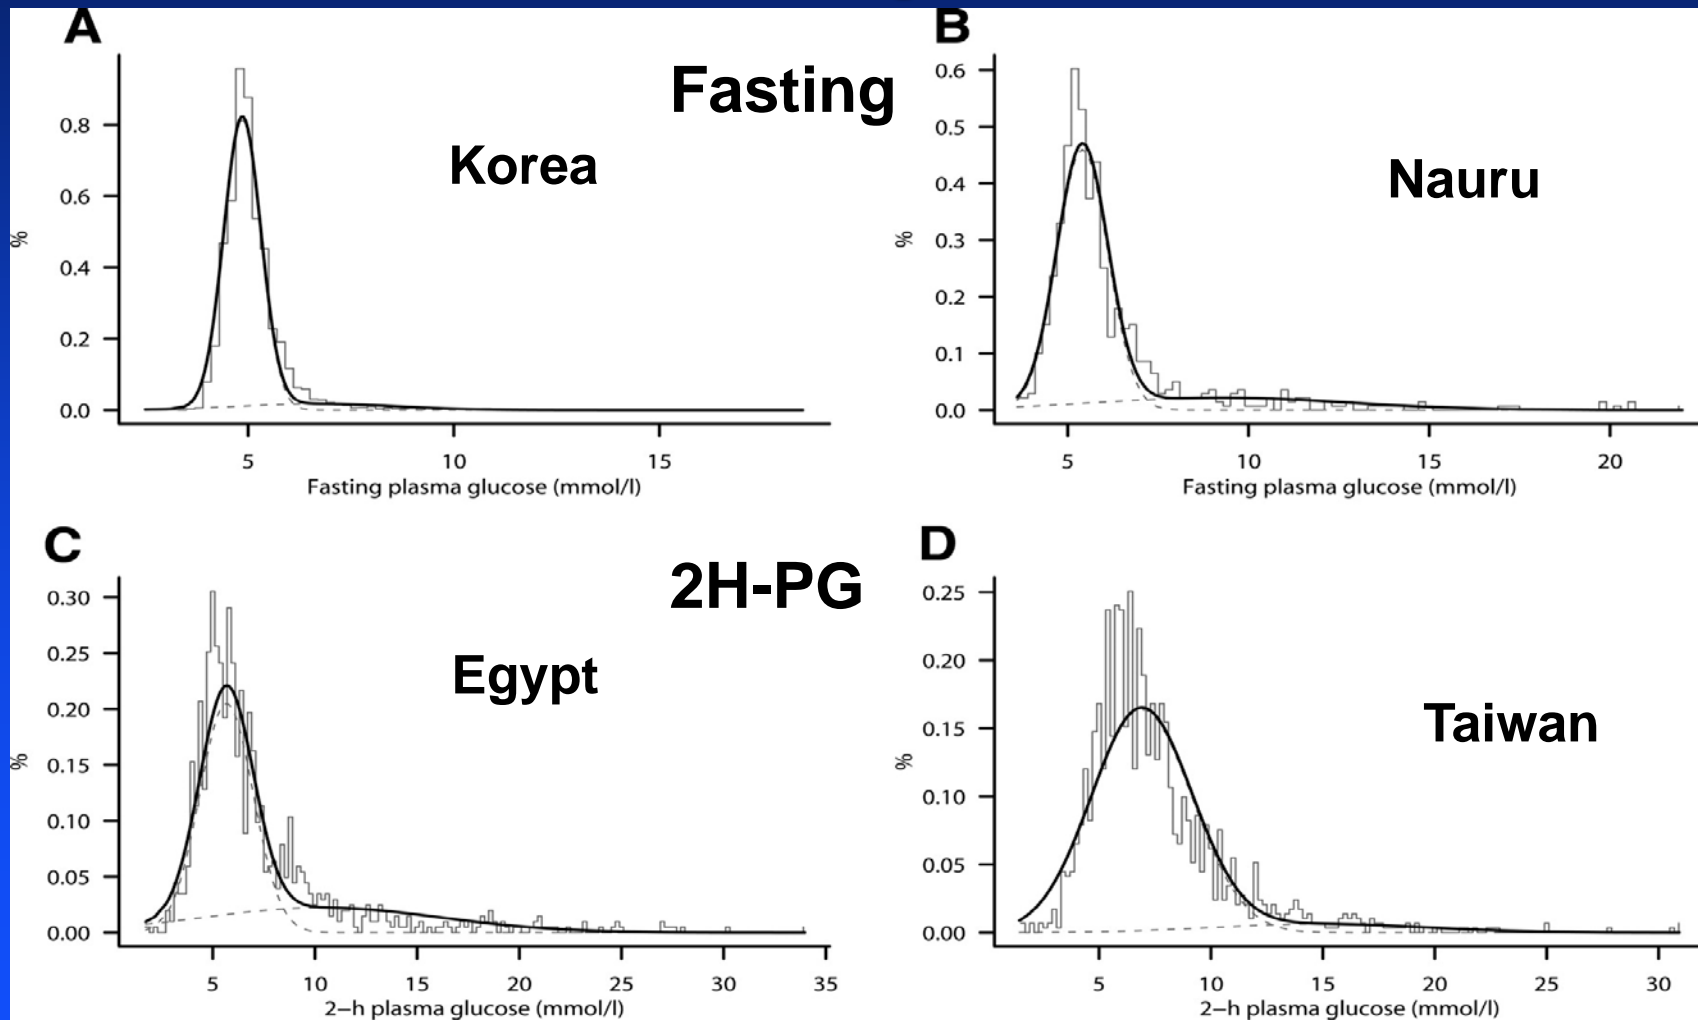 A
B
Fasting
Korea
Nauru
%
0.8
0.6
0.4
0.2
0.0
5 10 15
Fasting plasma glucose (mmol/l)
%
0.6
0.5
0.4
0.3
0.2
0.1
0.0
5 10 15 20
Fasting plasma glucose (mmol/l)
C
D
2H-PG
Egypt
Taiwan
%
0.30
0.25
0.20
0.15
0.10
0.05
0.00
5 10 15 20 25 30 35
2−h plasma glucose (mmol/l)
%
0.25
0.20
0.15
0.10
0.05
0.00
5 10 15 20 25 30
2−h plasma glucose (mmol/l)